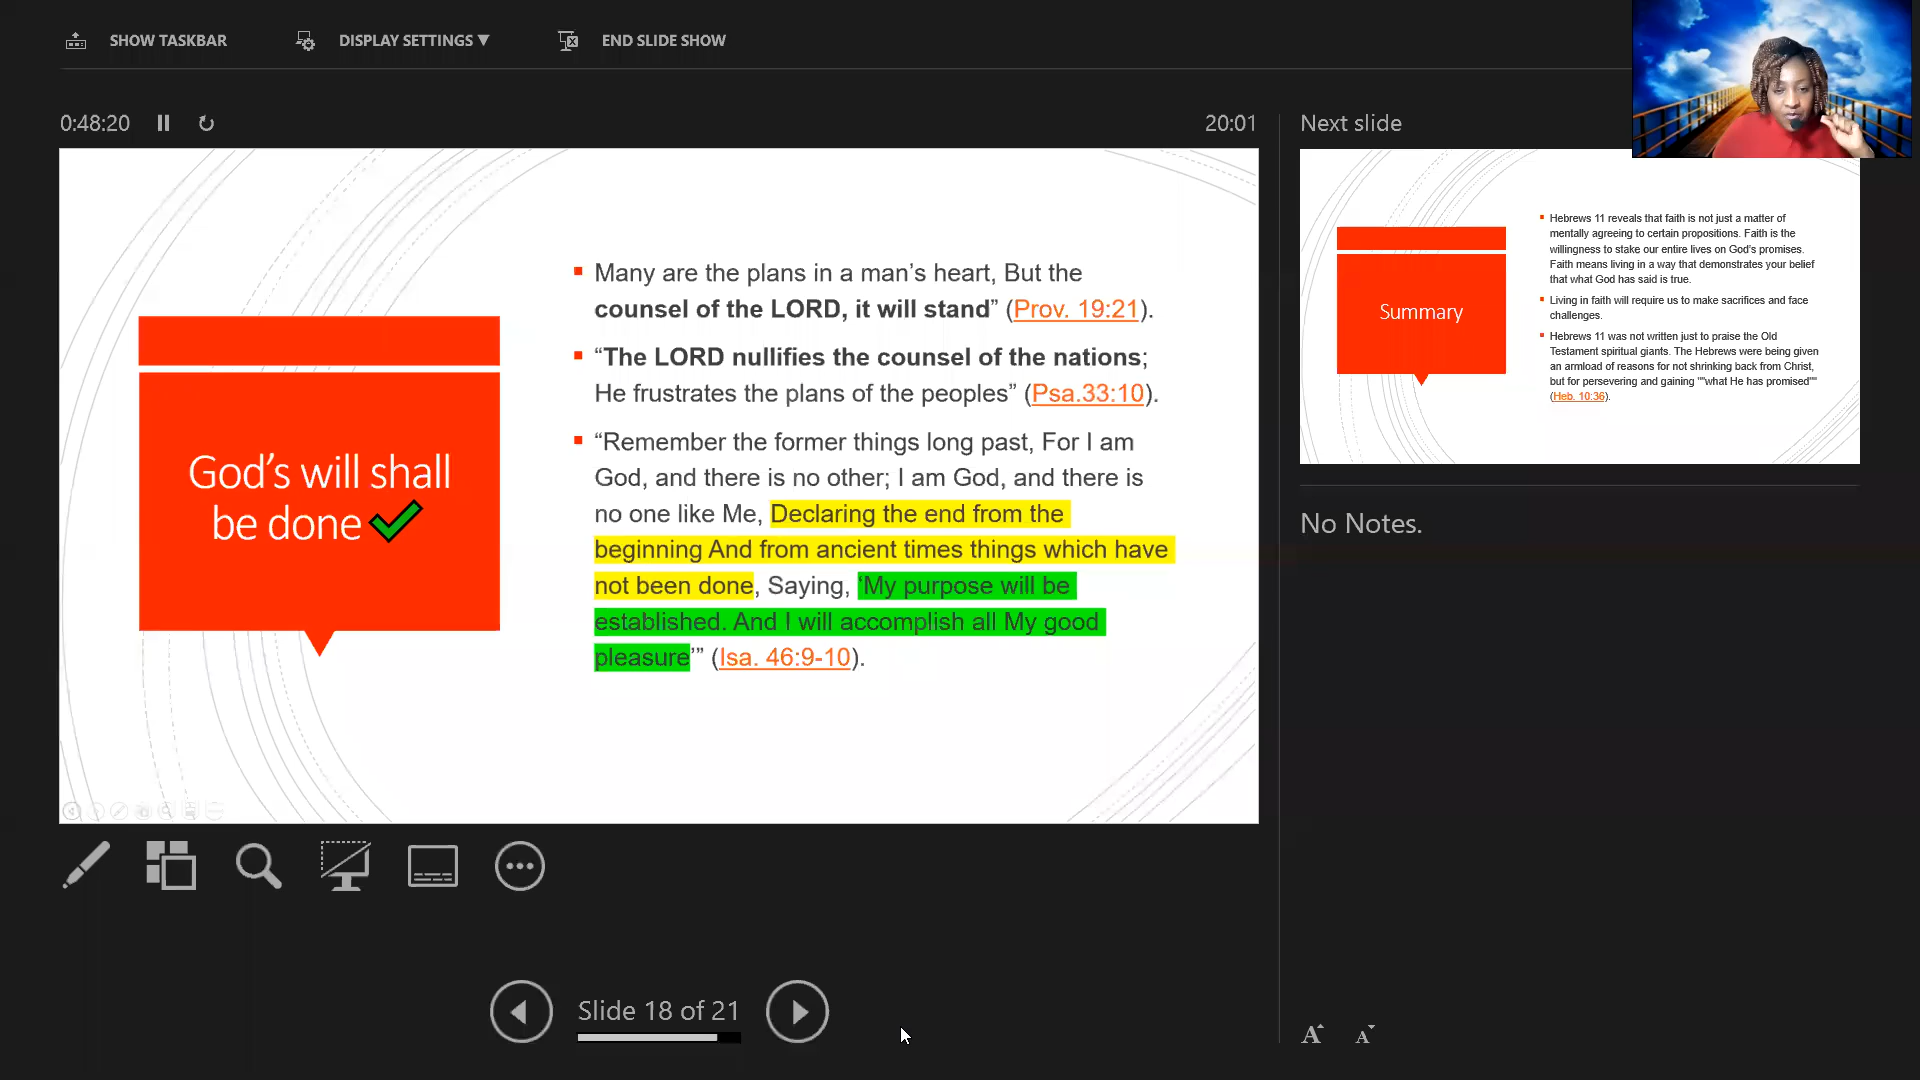 SHOW TASKBAR
DISPLAY SETTINGS ▼
END SLIDE SHOW
0:48:20
20:01
Next slide
God’s will shall
be done
Many are the plans in a man’s heart, But the
counsel of the LORD, it will stand” (Prov. 19:21).
“The LORD nullifies the counsel of the nations;
He frustrates the plans of the peoples” (Psa.33:10).
“Remember the former things long past, For I am
God, and there is no other; I am God, and there is
no one like Me, Declaring the end from the
beginning And from ancient times things which have
not been done, Saying, ‘My purpose will be
established. And I will accomplish all My good
pleasure’” (Isa. 46:9-10).
Summary
Hebrews 11 reveals that faith is not just a matter of
mentally agreeing to certain propositions. Faith is the
willingness to stake our entire lives on God's promises.
Faith means living in a way that demonstrates your belief
that what God has said is true.
Living in faith will require us to make sacrifices and face
challenges.
Hebrews 11 was not written just to praise the Old
Testament spiritual giants. The Hebrews were being given
an armload of reasons for not shrinking back from Christ,
but for persevering and gaining ""what He has promised""
(Heb. 10:36).
No Notes.
Slide 18 of 21
A A